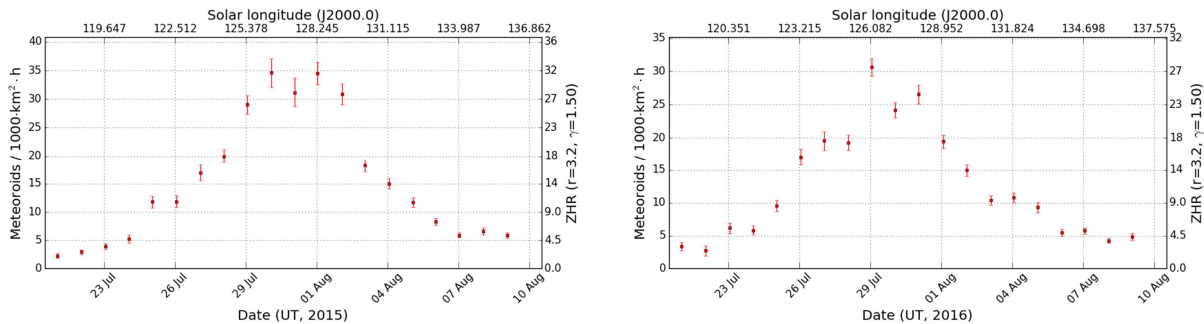 Solar longitude (J2000.0)
119.647 122.512 125.378 128.245 131.115 133.987 136.862
40 36
35 32
30 27
25 23
20 18
15 14
10 9.0
5 4.5
0 0.0
Meteoroids / 1000·km²·h
ZHR (r=3.2, γ=1.50)
23 Jul 26 Jul 29 Jul 01 Aug 04 Aug 07 Aug 10 Aug
Date (UT, 2015)
Solar longitude (J2000.0)
120.351 123.215 126.082 128.952 131.824 134.698 137.575
35 32
30 27
25 23
20 18
15 14
10 9.0
5 4.5
0 0.0
Meteoroids / 1000·km²·h
ZHR (r=3.2, γ=1.50)
23 Jul 26 Jul 29 Jul 01 Aug 04 Aug 07 Aug 10 Aug
Date (UT, 2016)